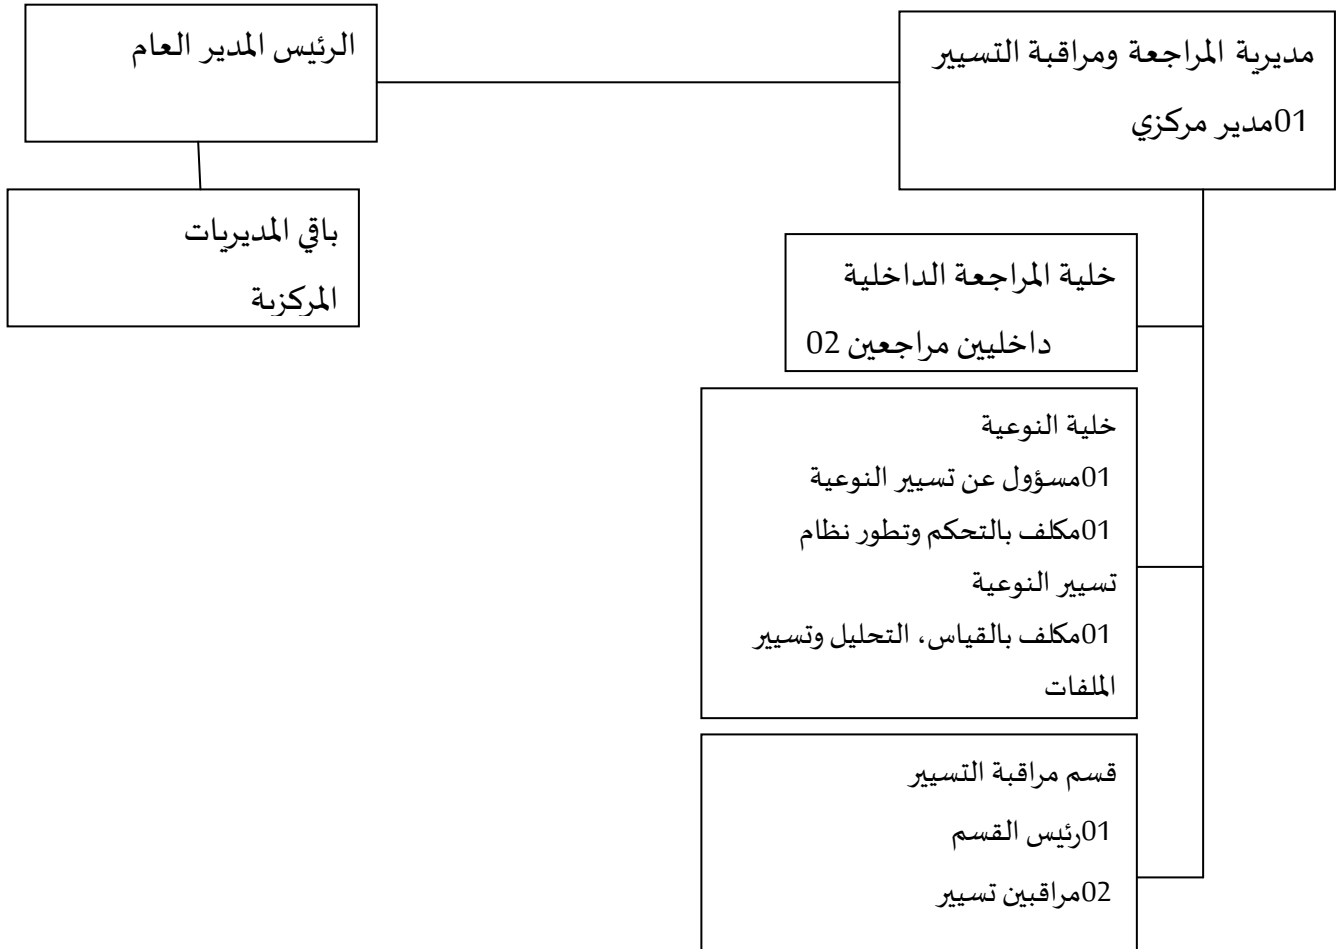 الرئيس المدير العام
مديرية المراجعة ومراقبة التسيير
01مدير مركزي
باقي المديريات
المركزية
خلية المراجعة الداخلية
02 مراجعين داخليين
خلية النوعية
01مسؤول عن تسيير النوعية
01مكلف بالتحكم وتطور نظام
تسيير النوعية
01مكلف بالقياس، التحليل وتسيير
الملفات
قسم مراقبة التسيير
01رئيس القسم
02مراقبين تسيير